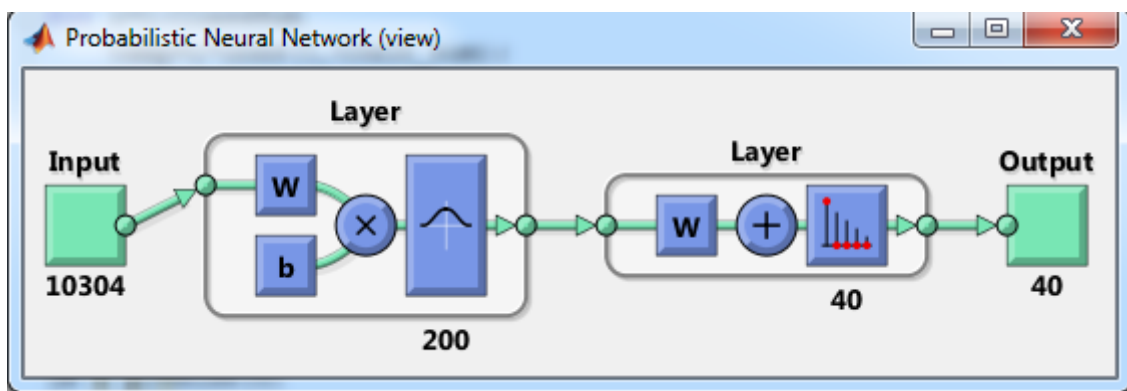 Probabilistic Neural Network (view)
Layer
Layer
Input
Output
W
W
b
10304
40
40
200